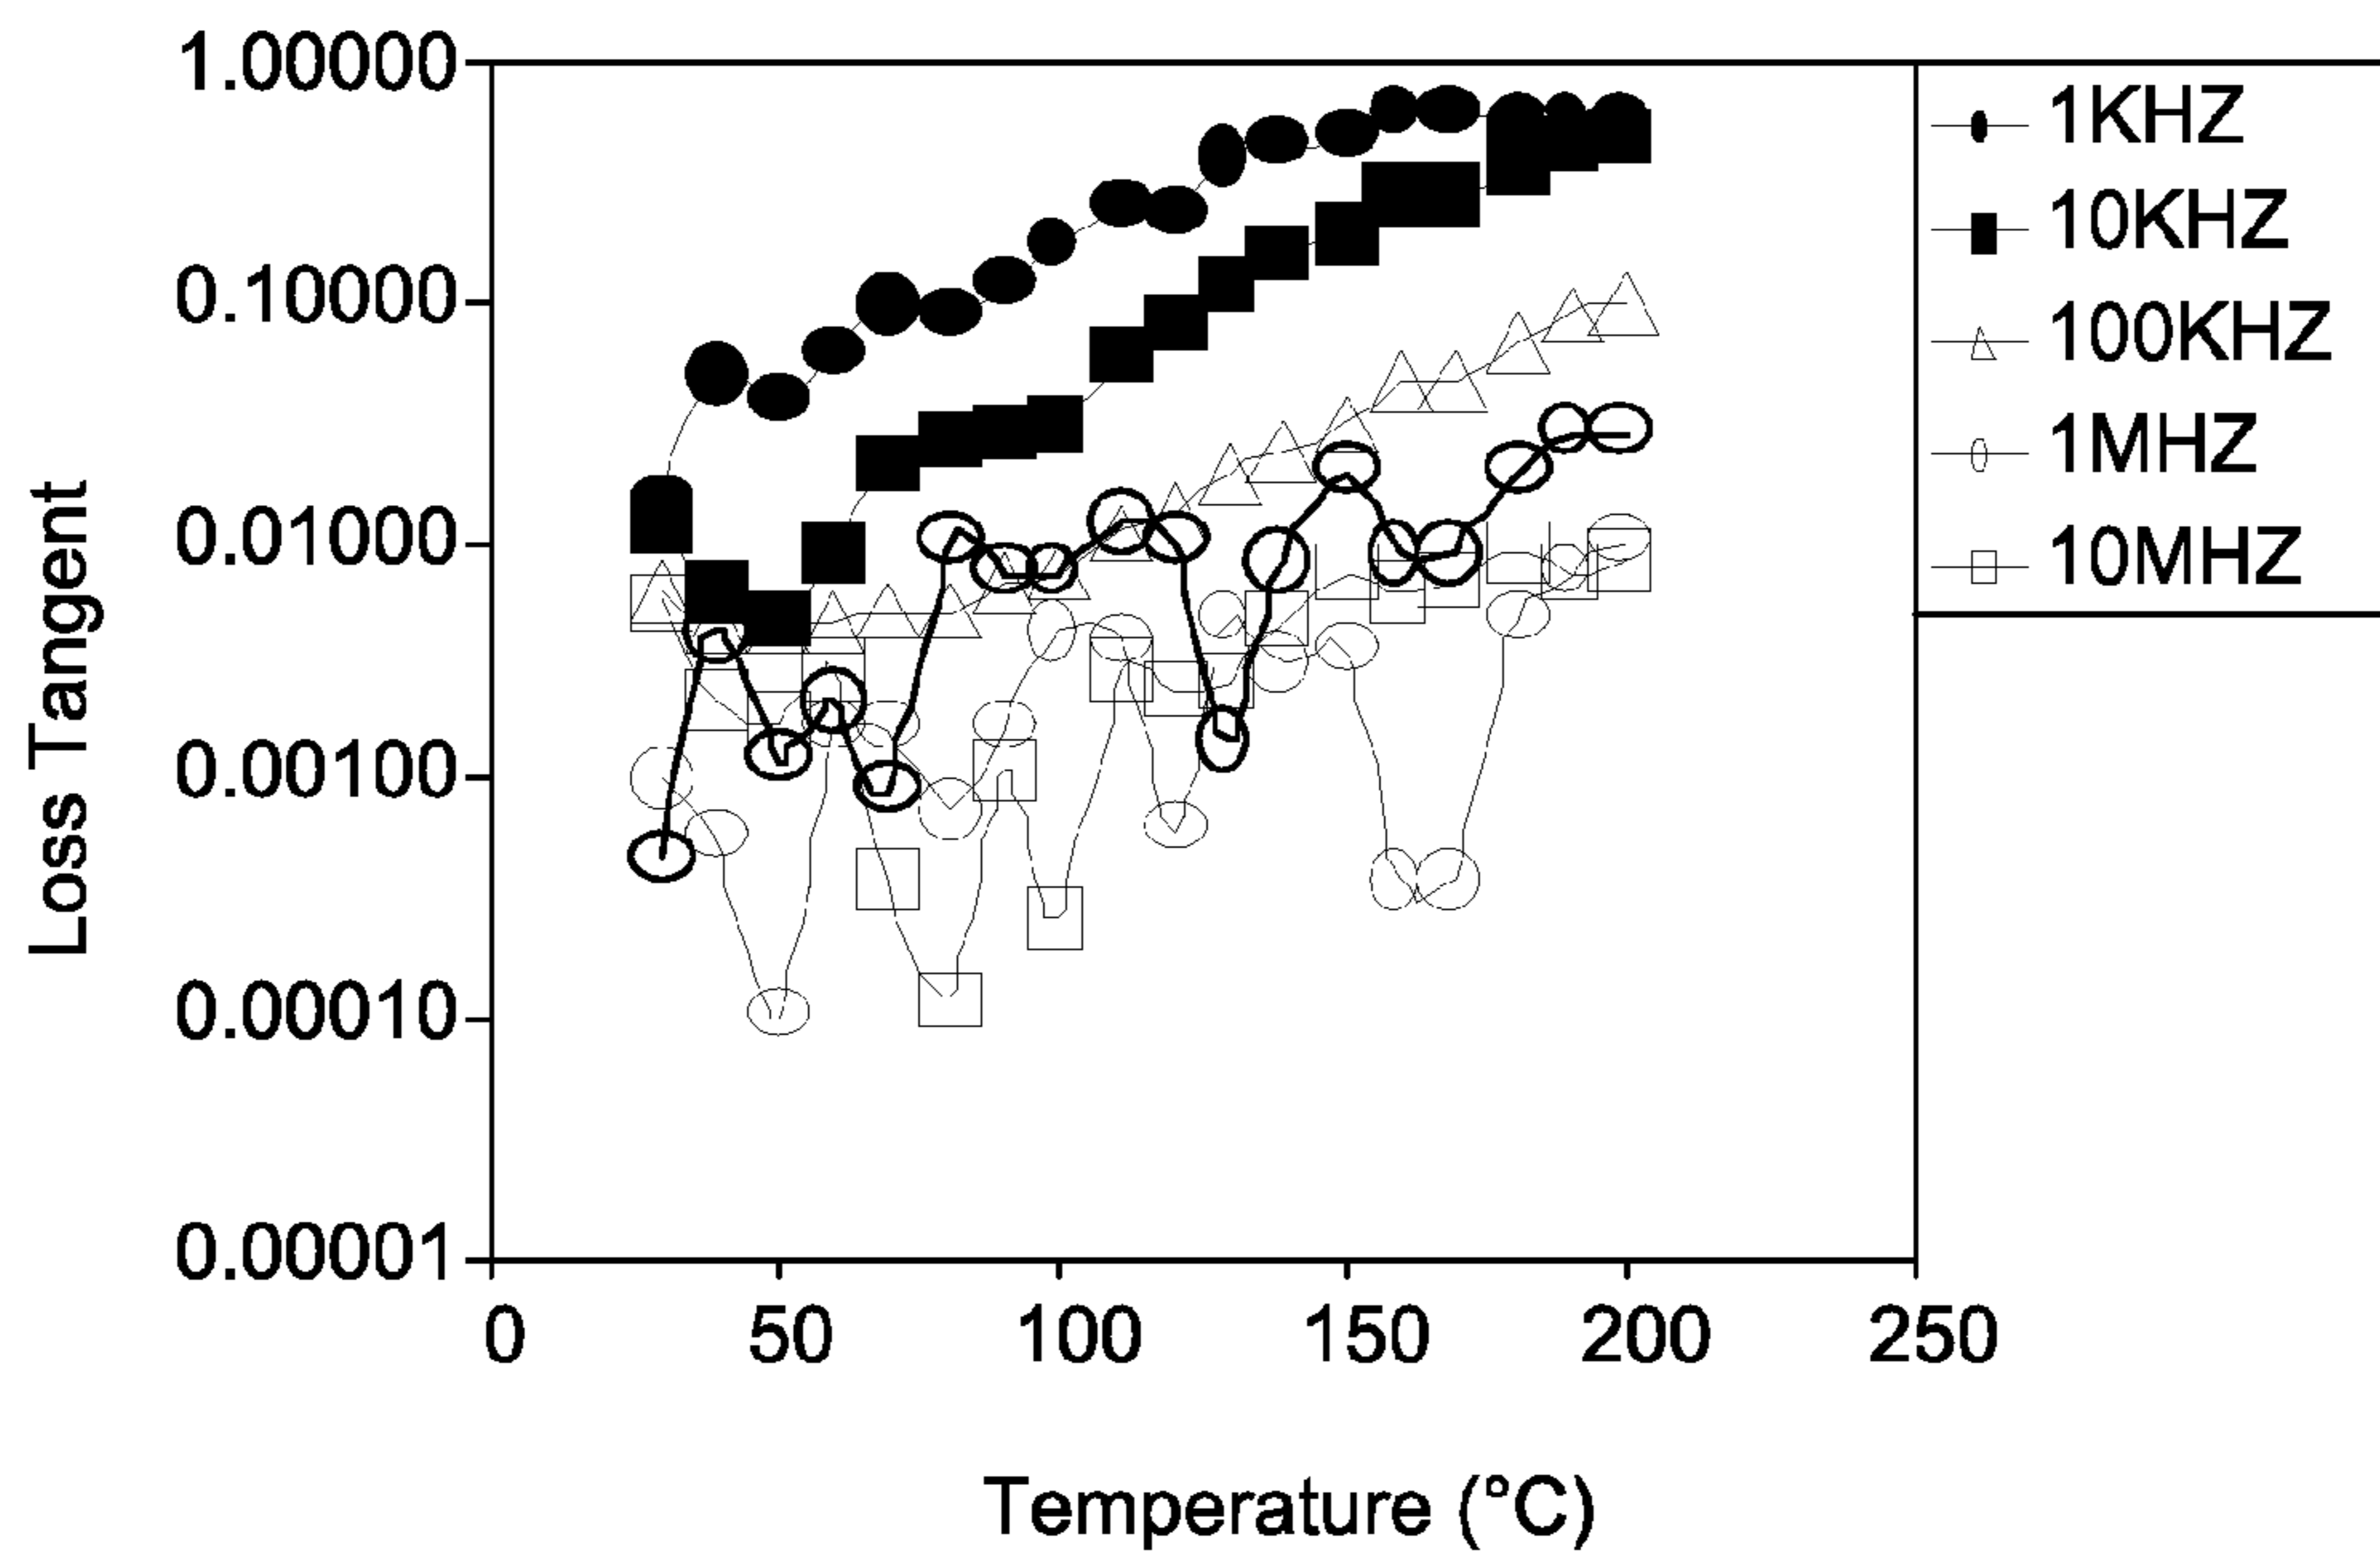 1.00000
0.10000
0.01000
0.00100
0.00010
0.00001
Loss Tangent
0 50 100 150 200 250
Temperature (°C)
1KHZ
10KHZ
100KHZ
1MHZ
10MHZ